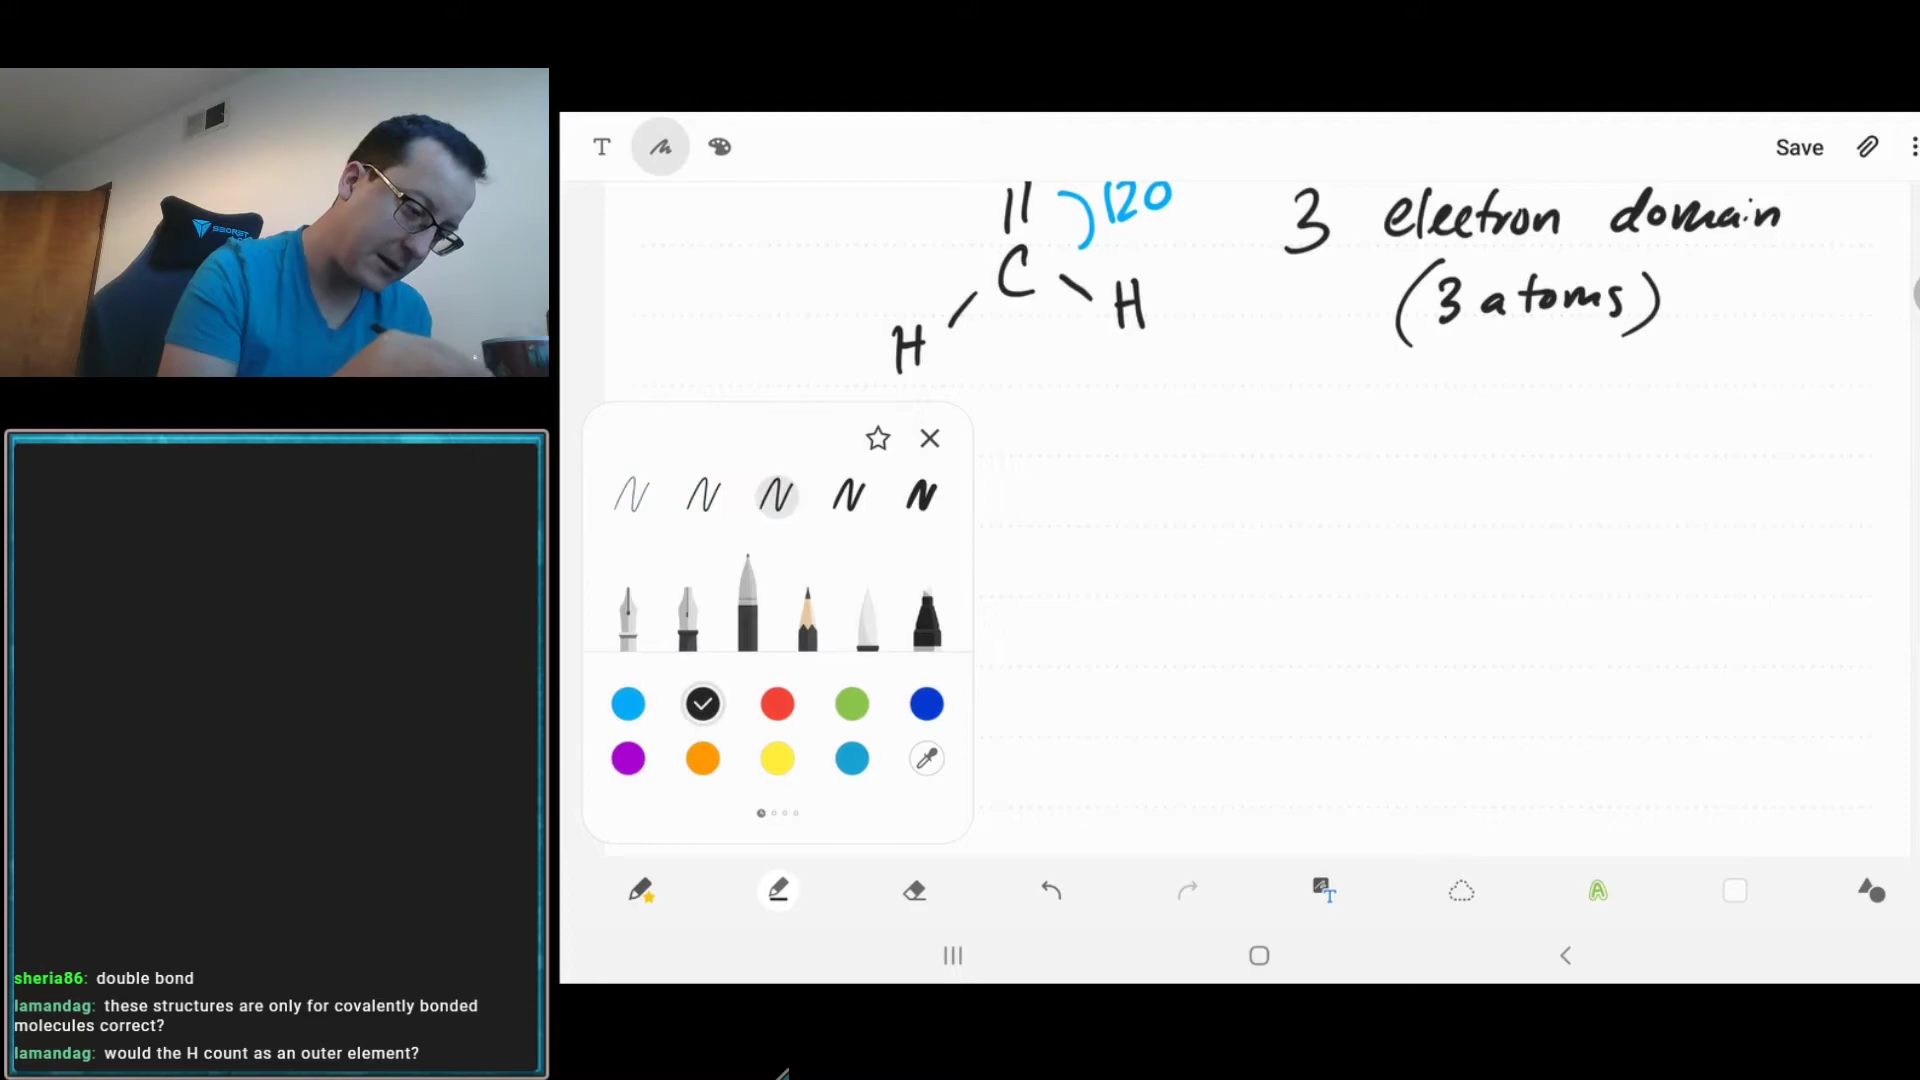 SECRET
T
Save
120
3 electron domain
C
(3 atoms)
H
H
sheria86: double bond
lamandag: these structures are only for covalently bonded
molecules correct?
lamandag: would the H count as an outer element?